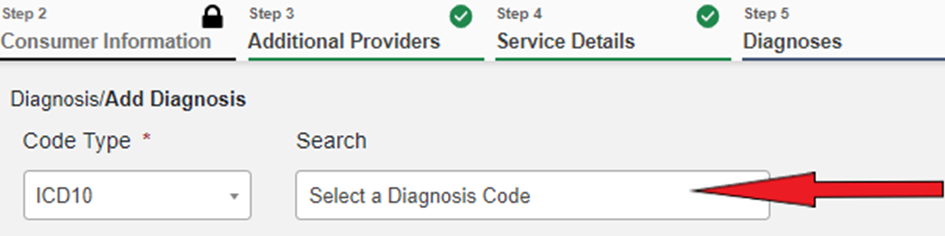 Step 2 Step 3 Step 4 Step 5
Consumer Information Additional Providers Service Details Diagnoses
Diagnosis/Add Diagnosis
Code Type * Search
ICD10 Select a Diagnosis Code